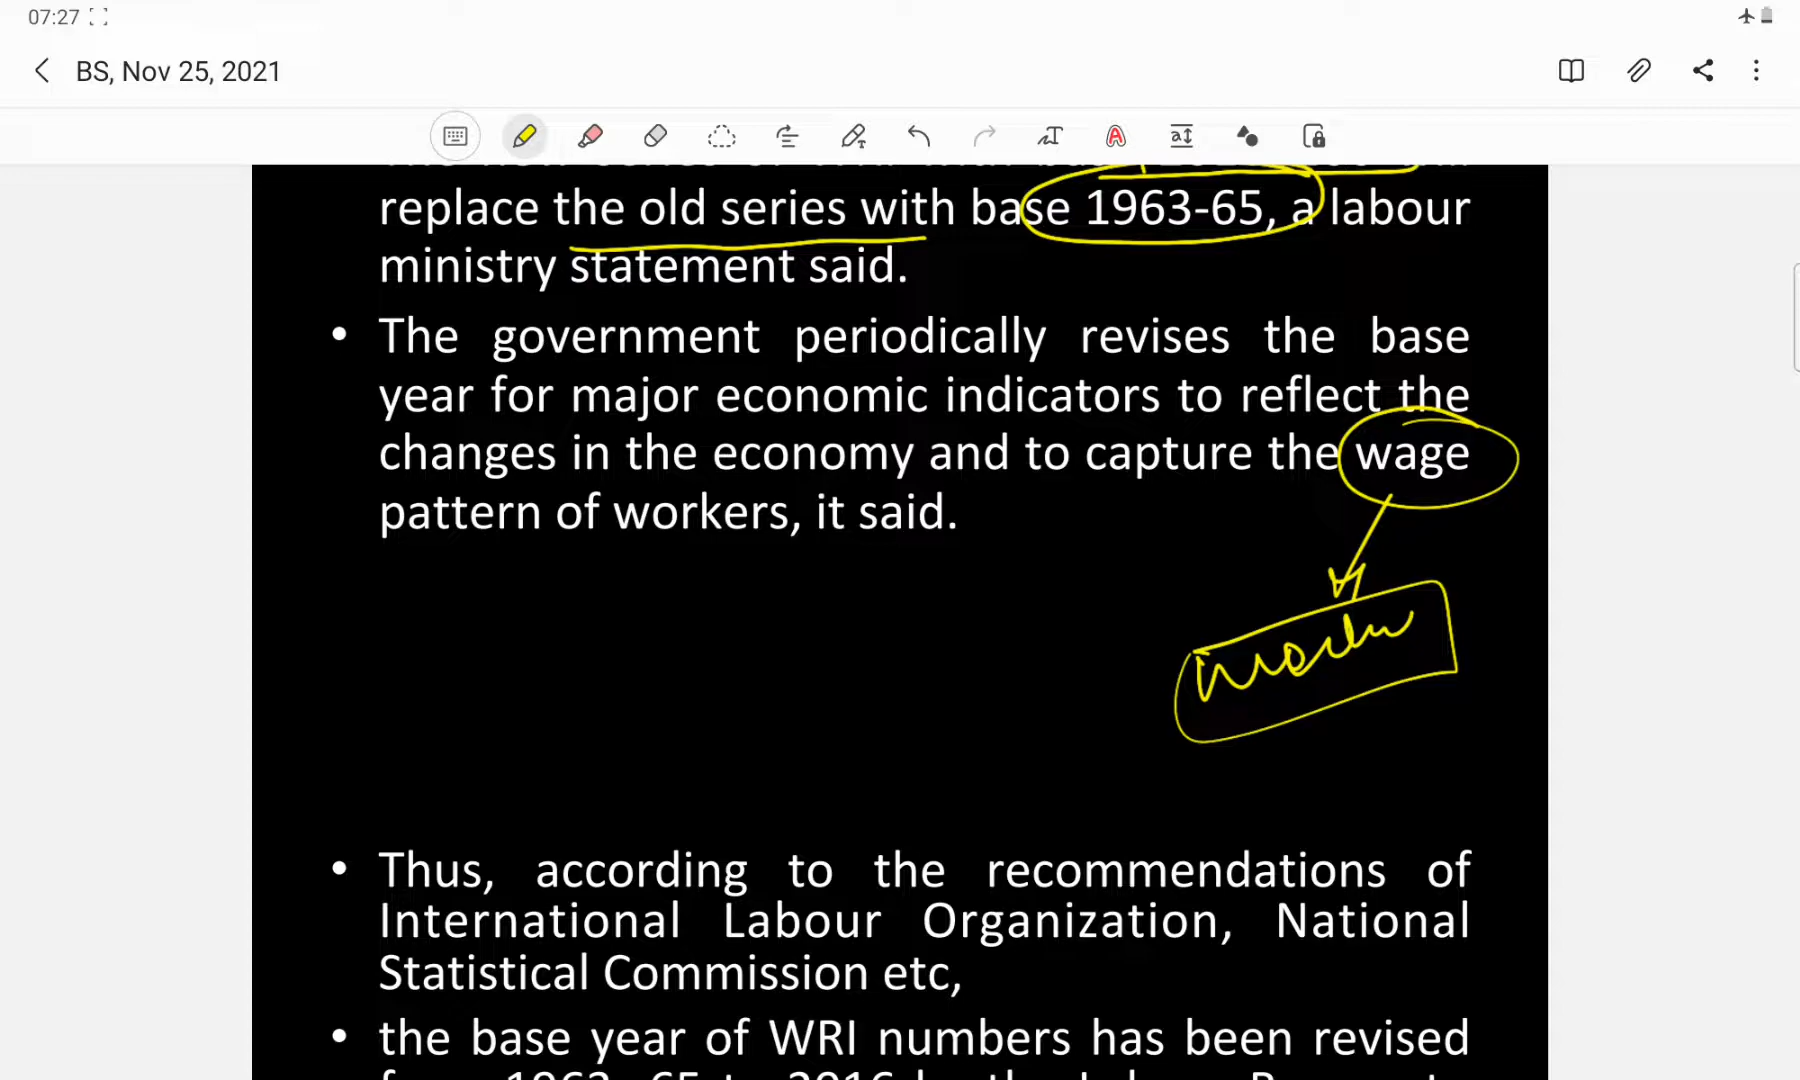 07:27
BS, Nov 25, 2021
replace the old series with base 1963-65, a labour
ministry statement said.
• The government periodically revises the base
year for major economic indicators to reflect the
changes in the economy and to capture the wage
pattern of workers, it said.
• Thus, according to the recommendations of
International Labour Organization, National
Statistical Commission etc,
• the base year of WRI numbers has been revised